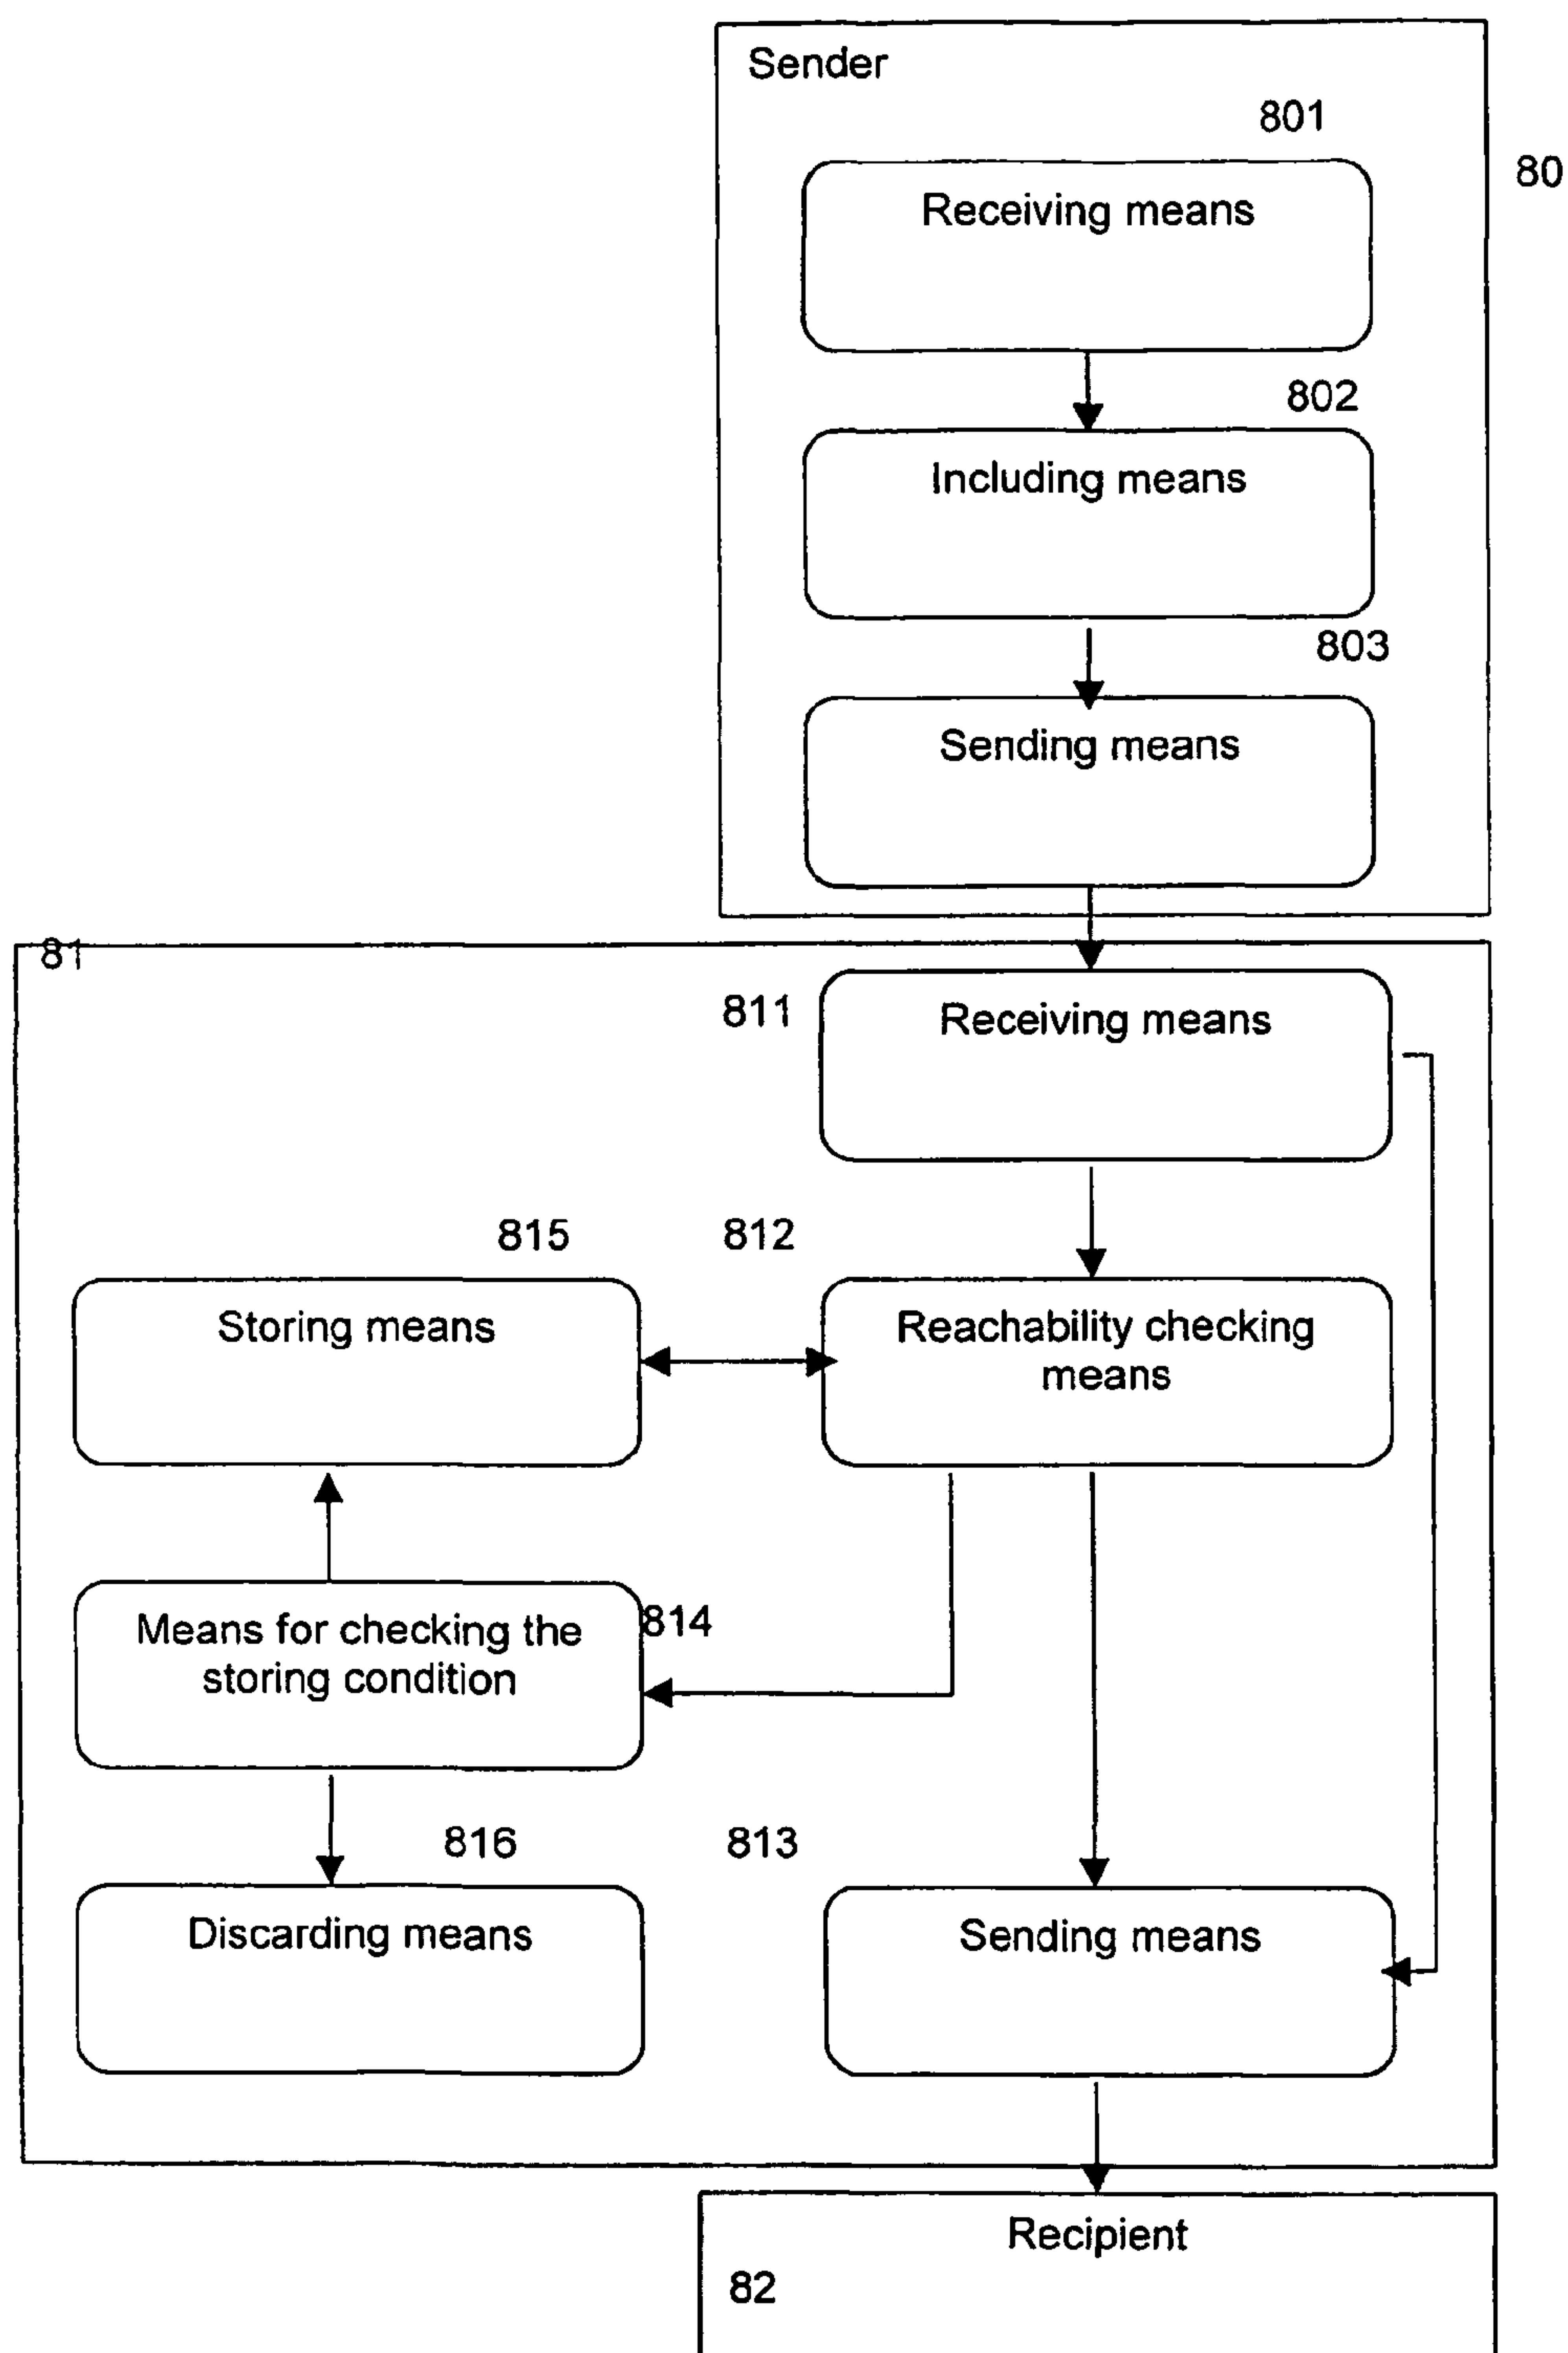 Sender
801
80
Receiving means
802
Including means
803
Sending means
81
811
Receiving means
815
812
Storing means
Reachability checking
means
814
Means for checking the
storing condition
816
813
Discarding means
Sending means
Recipient
82